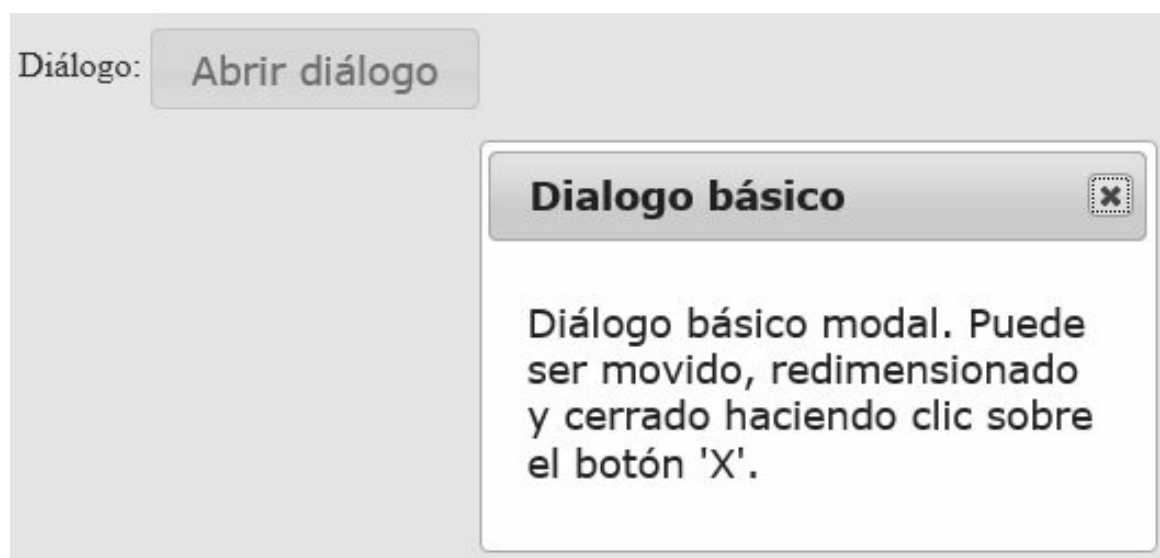 Diálogo: Abrir diálogo
Dialogo básico
Diálogo básico modal. Puede
ser movido, redimensionado
y cerrado haciendo clic sobre
el botón 'X'.